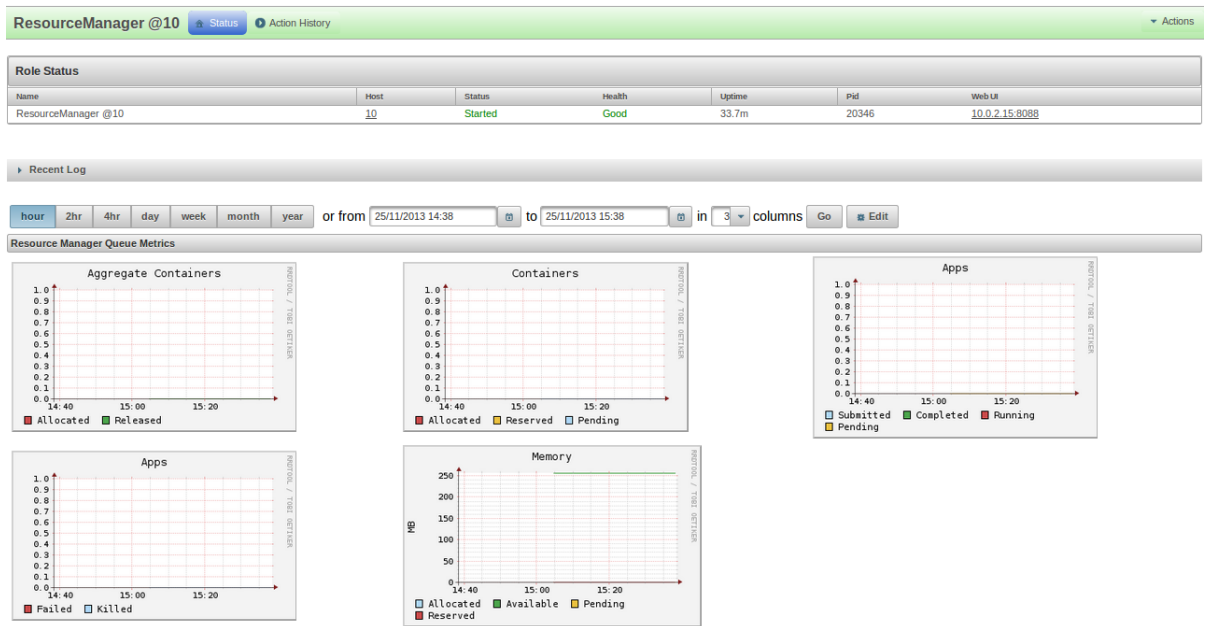 ResourceManager @10 Status Action History Actions
Role Status
Name Host Status Health Uptime Pid Web UI
ResourceManager @10 10 Started Good 33.7m 20346 10.0.2.15:8088
Recent Log
hour 2hr 4hr day week month year or from 25/11/2013 14:38 to 25/11/2013 15:38 in 3 columns Go Edit
Resource Manager Queue Metrics
Aggregate Containers
1.0
0.9
0.8
0.7
0.6
0.5
0.4
0.3
0.2
0.1
0.0
14:40 15:00 15:20
Allocated Released
RRDTOOL / TOBI OETIKER
Containers
1.0
0.9
0.8
0.7
0.6
0.5
0.4
0.3
0.2
0.1
0.0
14:40 15:00 15:20
Allocated Reserved Pending
RRDTOOL / TOBI OETIKER
Apps
1.0
0.9
0.8
0.7
0.6
0.5
0.4
0.3
0.2
0.1
0.0
14:40 15:00 15:20
Submitted Completed Running
Pending
RRDTOOL / TOBI OETIKER
Apps
1.0
0.9
0.8
0.7
0.6
0.5
0.4
0.3
0.2
0.1
0.0
14:40 15:00 15:20
Failed Killed
RRDTOOL / TOBI OETIKER
Memory
MB
250
200
150
100
50
0
14:40 15:00 15:20
Allocated Available Pending
Reserved
RRDTOOL / TOBI OETIKER